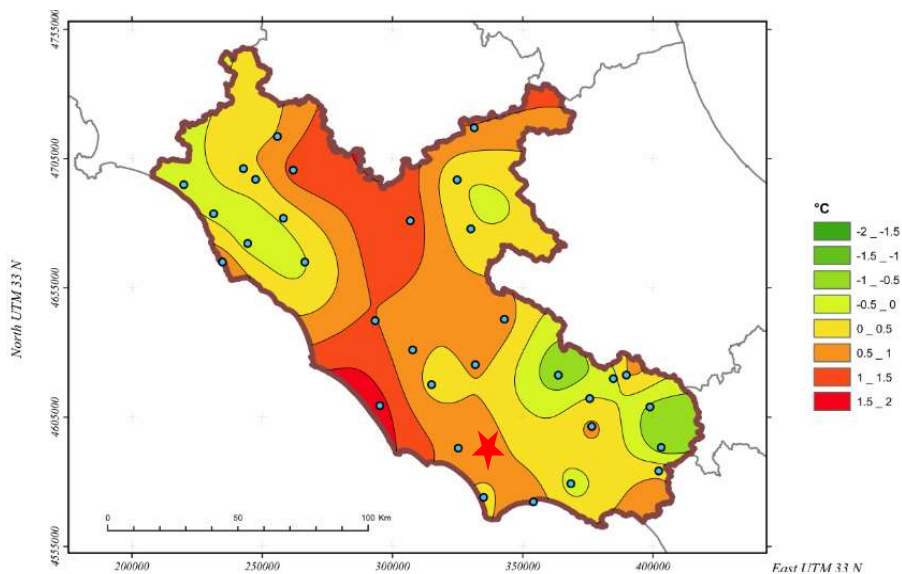 4755000
4705000
4655000
4605000
4555000
North UTM 33 N
200000 250000 300000 350000 400000
East UTM 33 N
0 50 100 Km
°C
-2 _ -1.5
-1.5 _ -1
-1 _ -0.5
-0.5 _ 0
0 _ 0.5
0.5 _ 1
1 _ 1.5
1.5 _ 2